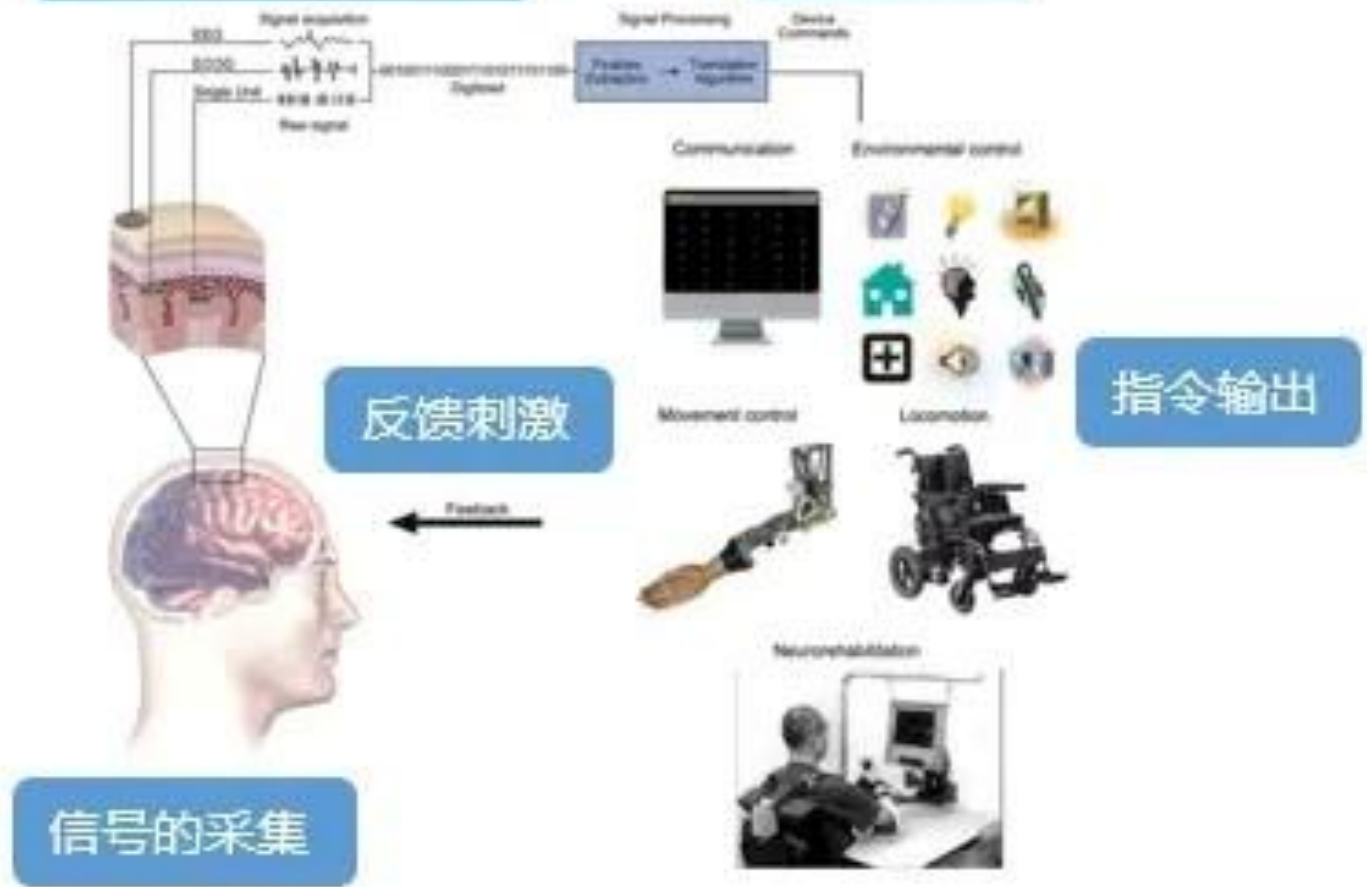 Signal acquisition
Signal Processing
Device
Commands
EEG
ECOG
Single Unit
Raw signal
Digitized
Feature
Extraction
Translation
Algorithm
Communication
Environmental control
反馈刺激
指令输出
Movement control
Locomotion
Feeback
Neurorehabilitation
信号的采集